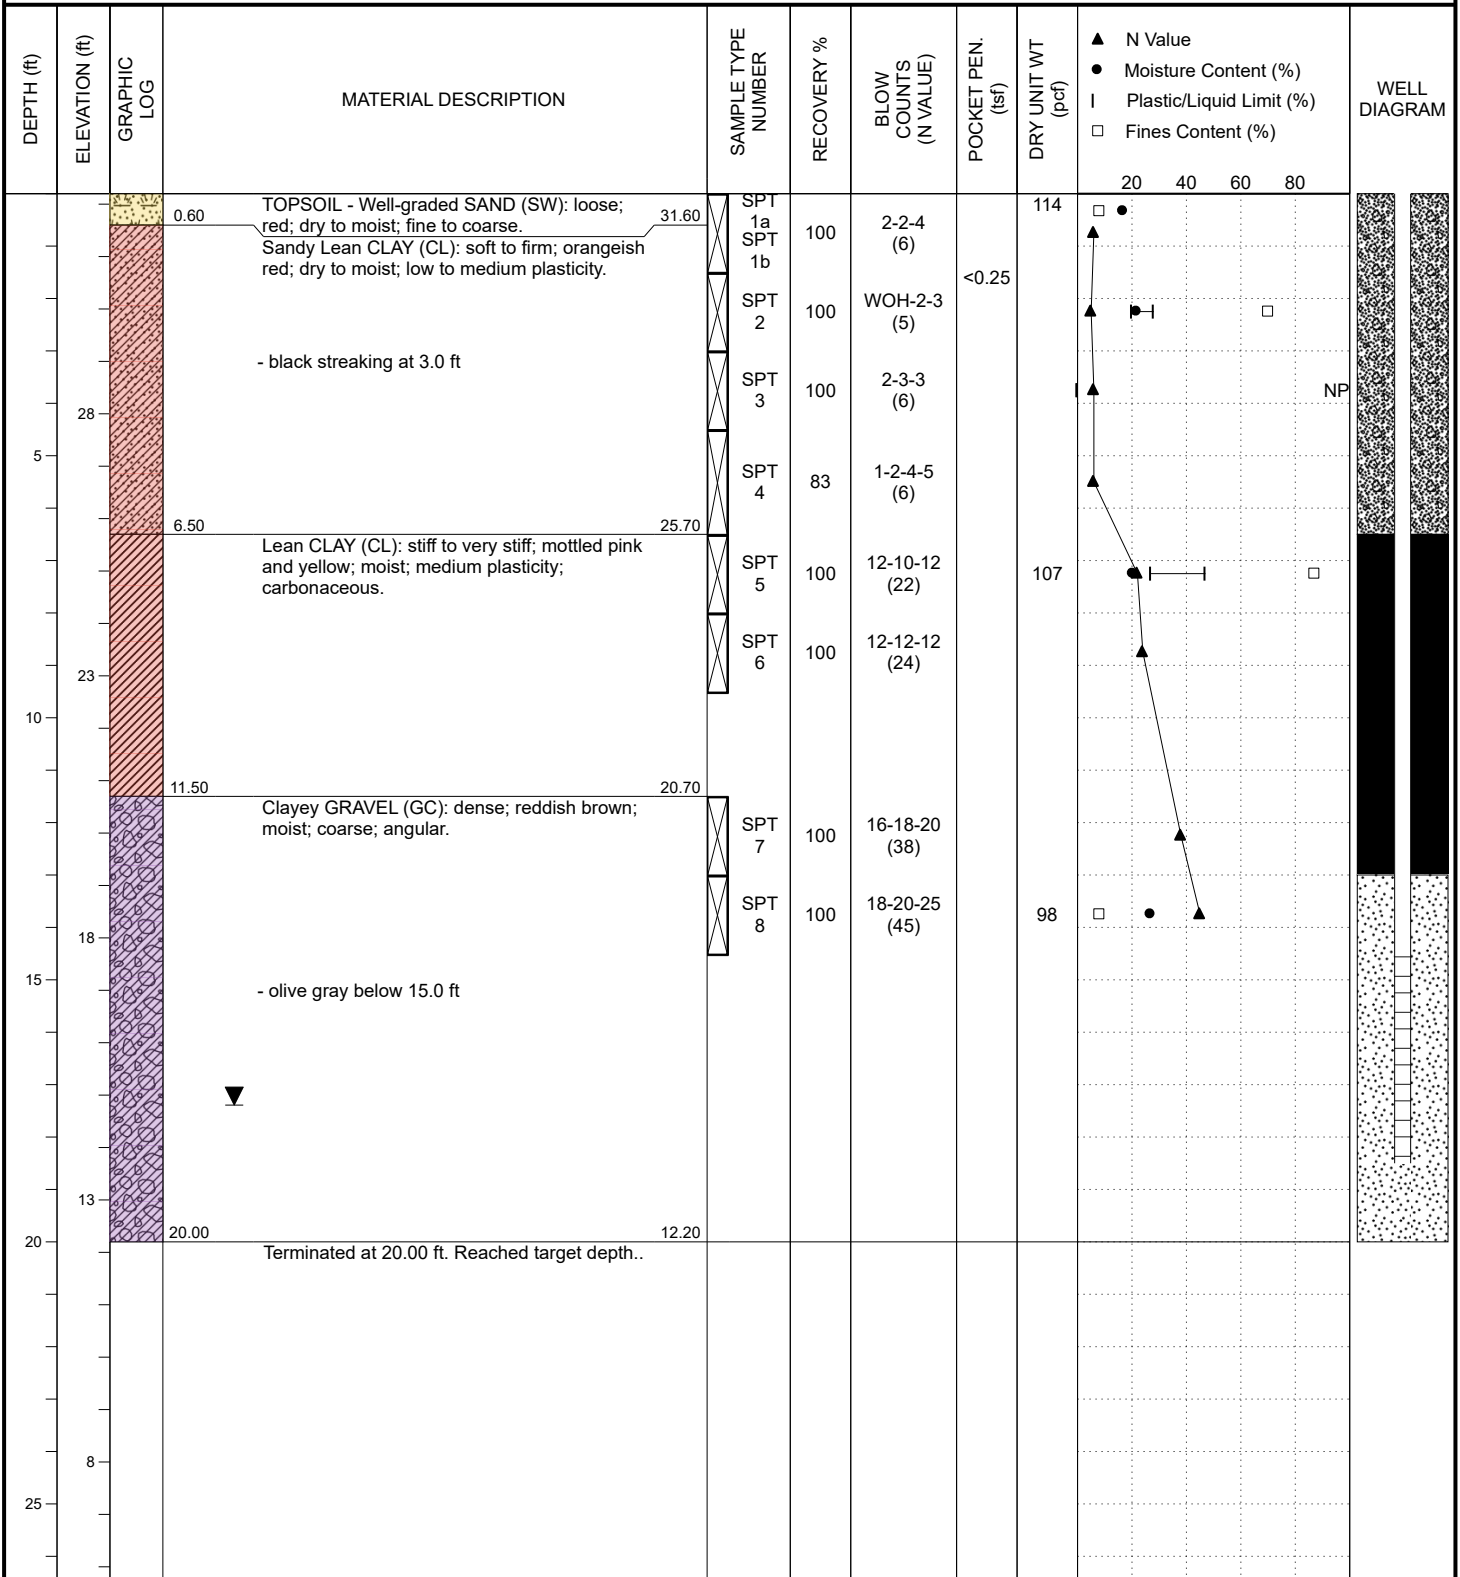 DEPTH (ft)
ELEVATION (ft)
GRAPHIC
LOG
MATERIAL DESCRIPTION
SAMPLE TYPE
NUMBER
RECOVERY %
BLOW
COUNTS
(N VALUE)
POCKET PEN.
(tsf)
DRY UNIT WT
(pcf)
N Value
Moisture Content (%)
Plastic/Liquid Limit (%)
Fines Content (%)
20 40 60 80
WELL
DIAGRAM
0.60
TOPSOIL - Well-graded SAND (SW): loose;
red; dry to moist; fine to coarse.
31.60
Sandy Lean CLAY (CL): soft to firm; orangeish
red; dry to moist; low to medium plasticity.
SPT
1a
SPT
1b
100
2-2-4
(6)
114
<0.25
SPT
2
100
WOH-2-3
(5)
- black streaking at 3.0 ft
SPT
3
100
2-3-3
(6)
NP
28
5
SPT
4
83
1-2-4-5
(6)
6.50
25.70
Lean CLAY (CL): stiff to very stiff; mottled pink
and yellow; moist; medium plasticity;
carbonaceous.
SPT
5
100
12-10-12
(22)
107
SPT
6
100
12-12-12
(24)
23
10
11.50
20.70
Clayey GRAVEL (GC): dense; reddish brown;
moist; coarse; angular.
SPT
7
100
16-18-20
(38)
SPT
8
100
18-20-25
(45)
98
18
15
- olive gray below 15.0 ft
13
20.00
12.20
20
Terminated at 20.00 ft. Reached target depth..
8
25